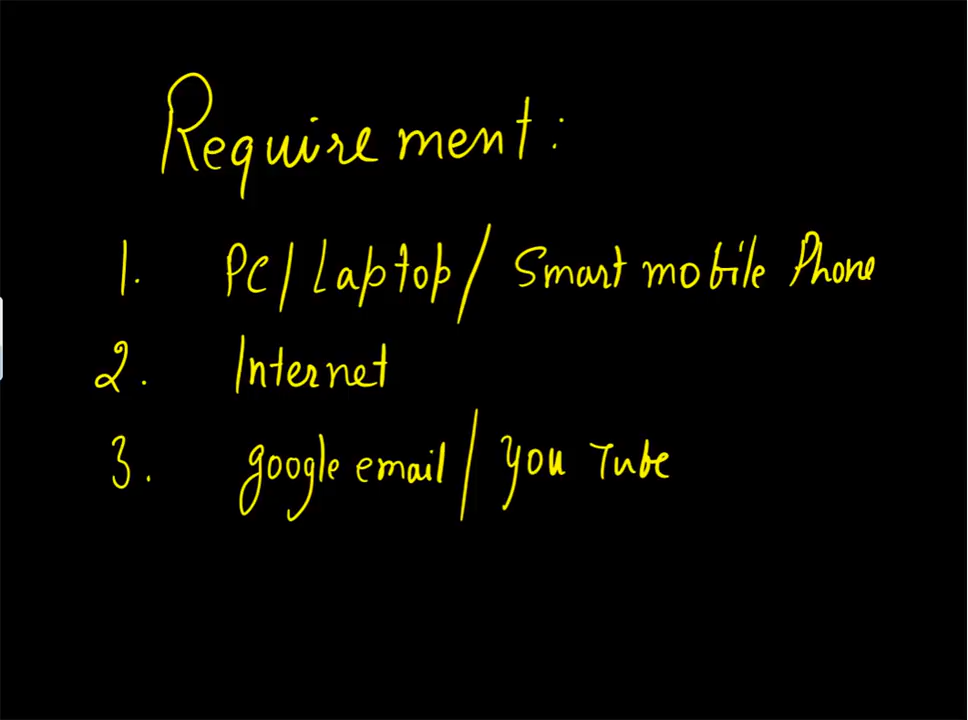 Requirement:
1. PC/Laptop/Smart mobile Phone
2. Internet
3. google email/you Tube